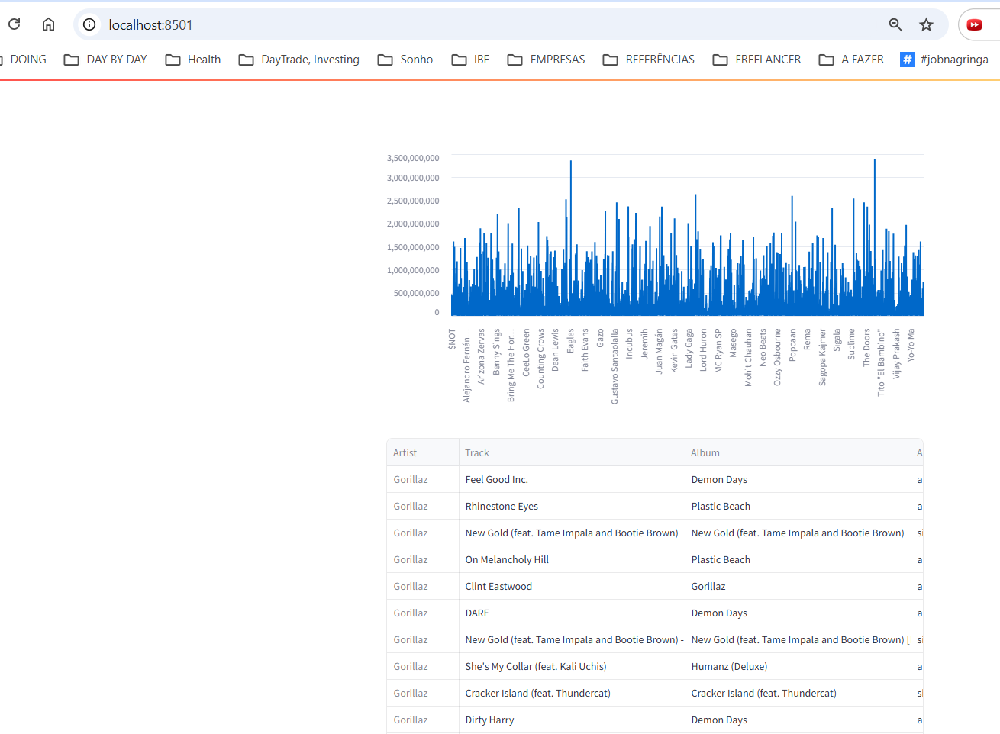 localhost:8501
DOING DAY BY DAY Health DayTrade, Investing Sonho IBE EMPRESAS REFERÊNCIAS FREELANCER A FAZER # #jobnagringa
3,500,000,000
3,000,000,000
2,500,000,000
2,000,000,000
1,500,000,000
1,000,000,000
500,000,000
0
$NOT
Alejandro Fernán…
Arizona Zervas
Benny Sings
Bring Me The Hor…
CeeLo Green
Counting Crows
Dean Lewis
Eagles
Faith Evans
Gazo
Gustavo Santaolalla
Incubus
Jeremih
Juan Magán
Kevin Gates
Lady Gaga
Lord Huron
MC Ryan SP
Masego
Mohit Chauhan
Neo Beats
Ozzy Osbourne
Popcaan
Rema
Sagopa Kajmer
Sigala
Sublime
The Doors
Tito "El Bambino"
Vijay Prakash
Yo-Yo Ma
Artist Track Album A
Gorillaz Feel Good Inc. Demon Days a
Gorillaz Rhinestone Eyes Plastic Beach a
Gorillaz New Gold (feat. Tame Impala and Bootie Brown) New Gold (feat. Tame Impala and Bootie Brown) si
Gorillaz On Melancholy Hill Plastic Beach a
Gorillaz Clint Eastwood Gorillaz a
Gorillaz DARE Demon Days a
Gorillaz New Gold (feat. Tame Impala and Bootie Brown) - New Gold (feat. Tame Impala and Bootie Brown) [ si
Gorillaz She's My Collar (feat. Kali Uchis) Humanz (Deluxe) a
Gorillaz Cracker Island (feat. Thundercat) Cracker Island (feat. Thundercat) si
Gorillaz Dirty Harry Demon Days a